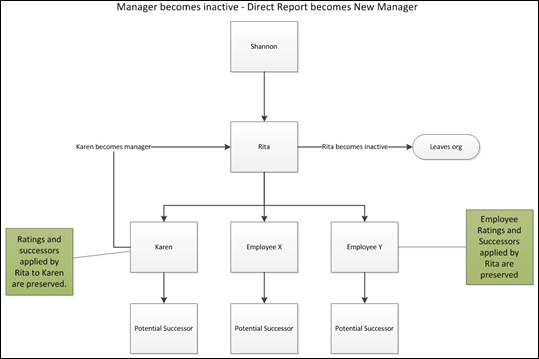 Manager becomes inactive - Direct Report becomes New Manager
Shannon
Karen becomes manager
Rita
Rita becomes inactive
Leaves org
Ratings and
successors
applied by
Rita to Karen
are preserved.
Karen
Employee X
Employee Y
Employee
Ratings and
Successors
applied by
Rita are
preserved
Potential Successor
Potential Successor
Potential Successor